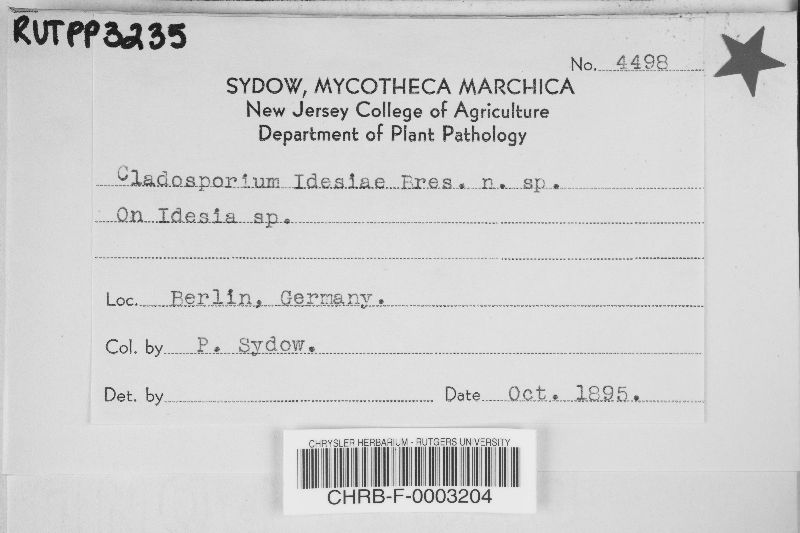 RUTPP3235
No. 4498
SYDOW, MYCOTHECA MARCHICA
New Jersey College of Agriculture
Department of Plant Pathology
Cladosporium Idesiae Bres. n. sp.
On Idesia sp.
Loc. Berlin, Germany.
Col. by P. Sydow.
Det. by Date Oct. 1895.
CHRYSLER HERBARIUM - RUTGERS UNIVERSITY
CHRB-F-0003204